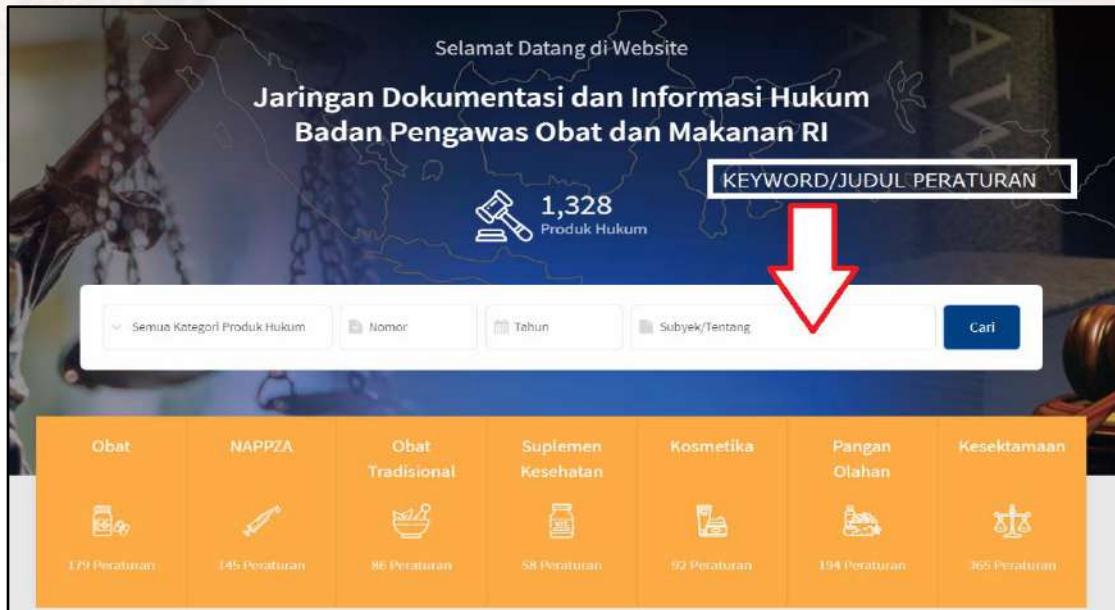 Selamat Datang di Website
Jaringan Dokumentasi dan Informasi Hukum
Badan Pengawas Obat dan Makanan RI
KEYWORD/JUDUL PERATURAN
1,328
Produk Hukum
Semua Kategori Produk Hukum
Nomor
Tahun
Subyek/Tentang
Cari
Obat
NAPPZA
Obat
Tradisional
Suplemen
Kesehatan
Kosmetika
Pangan
Olahan
Kesektamaan
179 Peraturan
145 Peraturan
86 Peraturan
58 Peraturan
92 Peraturan
194 Peraturan
365 Peraturan